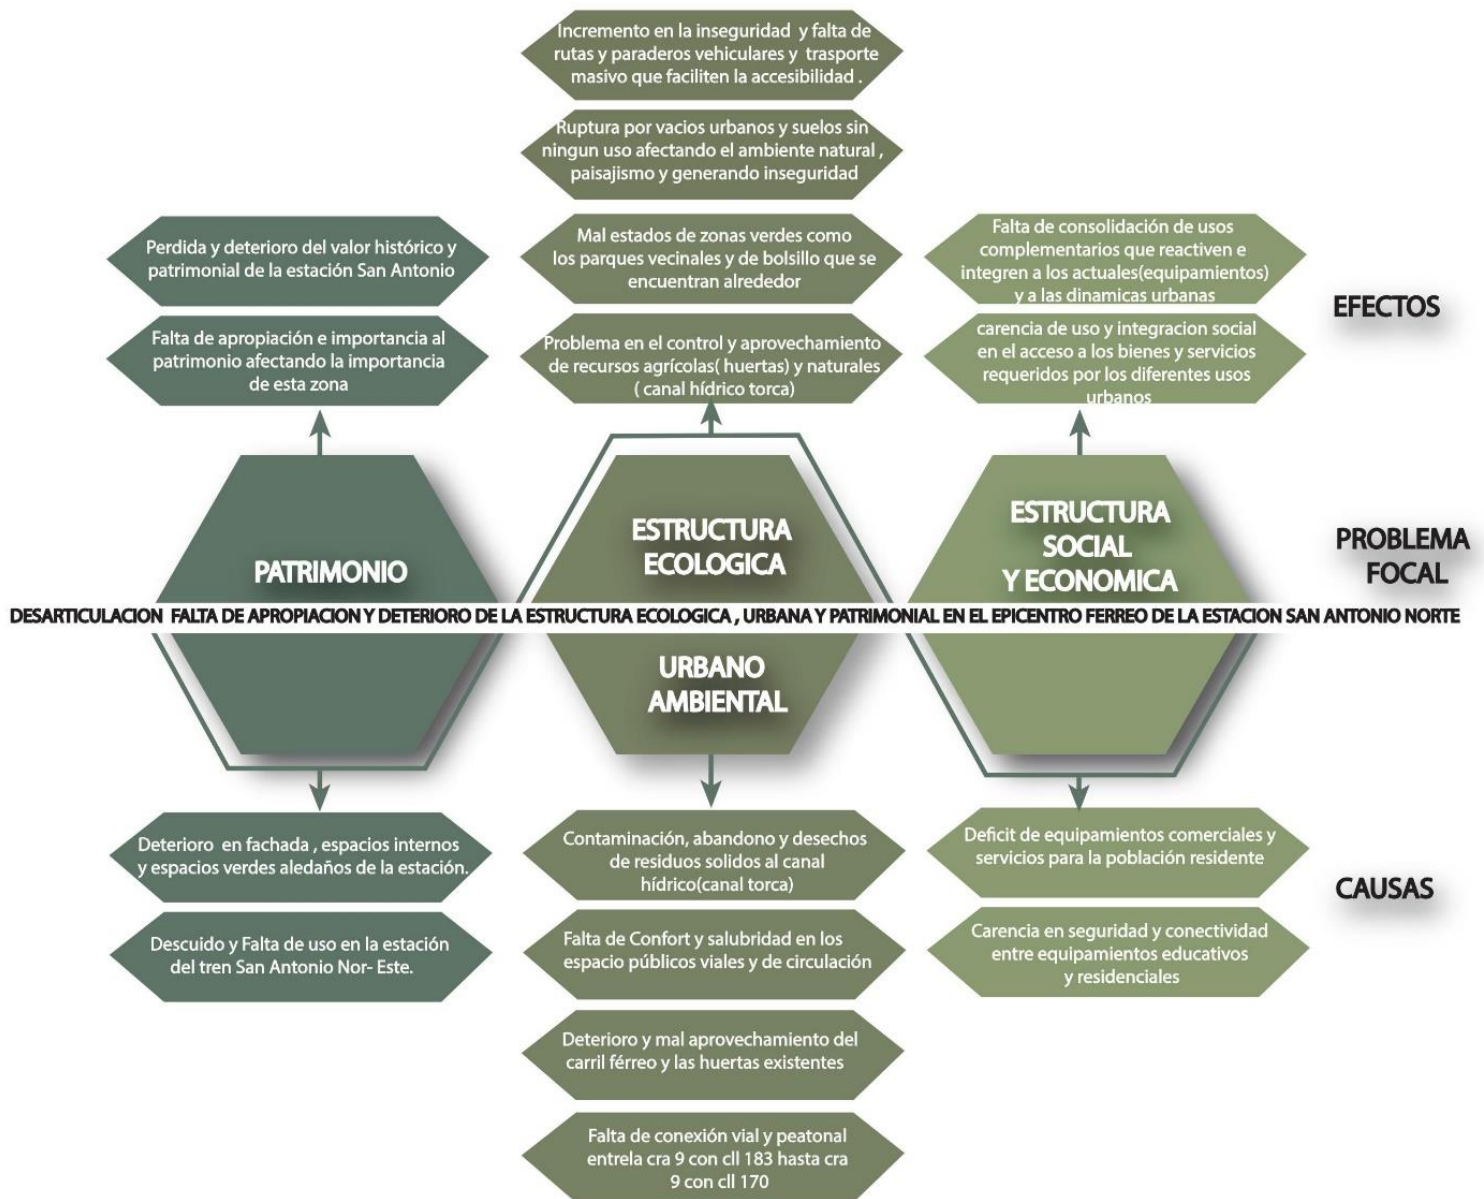 Incremento en la inseguridad y falta de
rutas y paraderos vehiculares y trasporte
masivo que faciliten la accesibilidad .
Ruptura por vacios urbanos y suelos sin
ningun uso afectando el ambiente natural ,
paisajismo y generando inseguridad
Perdida y deterioro del valor histórico y
patrimonial de la estación San Antonio
Mal estados de zonas verdes como
los parques vecinales y de bolsillo que se
encuentran alrededor
Falta de consolidación de usos
complementarios que reactiven e
integren a los actuales(equipamientos)
y a las dinamicas urbanas
EFECTOS
Falta de apropiación e importancia al
patrimonio afectando la importancia
de esta zona
Problema en el control y aprovechamiento
de recursos agrícolas( huertas) y naturales
( canal hídrico torca)
carencia de uso y integracion social
en el acceso a los bienes y servicios
requeridos por los diferentes usos
urbanos
PATRIMONIO
ESTRUCTURA
ECOLOGICA
ESTRUCTURA
SOCIAL
Y ECONOMICA
PROBLEMA
FOCAL
DESARTICULACION FALTA DE APROPIACION Y DETERIORO DE LA ESTRUCTURA ECOLOGICA , URBANA Y PATRIMONIAL EN EL EPICENTRO FERREO DE LA ESTACION SAN ANTONIO NORTE
URBANO
AMBIENTAL
Deterioro en fachada , espacios internos
y espacios verdes aledaños de la estación.
Contaminación, abandono y desechos
de residuos solidos al canal
hídrico(canal torca)
Deficit de equipamientos comerciales y
servicios para la población residente
CAUSAS
Descuido y Falta de uso en la estación
del tren San Antonio Nor- Este.
Falta de Confort y salubridad en los
espacio públicos viales y de circulación
Carencia en seguridad y conectividad
entre equipamientos educativos
y residenciales
Deterioro y mal aprovechamiento del
carril férreo y las huertas existentes
Falta de conexión vial y peatonal
entrela cra 9 con cll 183 hasta cra
9 con cll 170